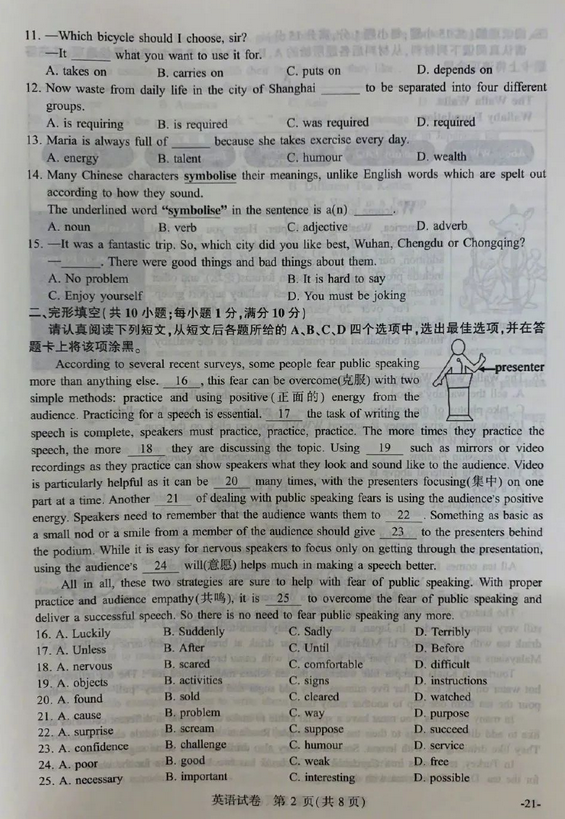 11. —Which bicycle should I choose, sir?
—It ______ what you want to use it for.
A. takes on B. carries on C. puts on D. depends on
12. Now waste from daily life in the city of Shanghai ______ to be separated into four different
groups.
A. is requiring B. is required C. was required D. required
13. Maria is always full of ______ because she takes exercise every day.
A. energy B. talent C. humour D. wealth
14. Many Chinese characters symbolise their meanings, unlike English words which are spelt out
according to how they sound.
The underlined word “symbolise” in the sentence is a(n) ______.
A. noun B. verb C. adjective D. adverb
15. —It was a fantastic trip. So, which city did you like best, Wuhan, Chengdu or Chongqing?
—______. There were good things and bad things about them.
A. No problem B. It is hard to say
C. Enjoy yourself D. You must be joking
二、完形填空(共10小题;每小题1分,满分10分)
请认真阅读下列短文,从短文后各题所给的A、B、C、D四个选项中,选出最佳选项,并在答
题卡上将该项涂黑。
According to several recent surveys, some people fear public speaking
presenter
more than anything else. 16 , this fear can be overcome(克服) with two
simple methods: practice and using positive(正面的) energy from the
audience. Practicing for a speech is essential. 17 the task of writing the
speech is complete, speakers must practice, practice, practice. The more times they practice the
speech, the more 18 they are discussing the topic. Using 19 such as mirrors or video
recordings as they practice can show speakers what they look and sound like to the audience. Video
is particularly helpful as it can be 20 many times, with the presenters focusing(集中) on one
part at a time. Another 21 of dealing with public speaking fears is using the audience's positive
energy. Speakers need to remember that the audience wants them to 22 . Something as basic as
a small nod or a smile from a member of the audience should give 23 to the presenters behind
the podium. While it is easy for nervous speakers to focus only on getting through the presentation,
using the audience's 24 will(意愿) helps much in making a speech better.
All in all, these two strategies are sure to help with fear of public speaking. With proper
practice and audience empathy(共鸣), it is 25 to overcome the fear of public speaking and
deliver a successful speech. So there is no need to fear public speaking any more.
16. A. Luckily B. Suddenly C. Sadly D. Terribly
17. A. Unless B. After C. Until D. Before
18. A. nervous B. scared C. comfortable D. difficult
19. A. objects B. activities C. signs D. instructions
20. A. found B. sold C. cleared D. watched
21. A. cause B. problem C. way D. purpose
22. A. surprise B. scream C. suppose D. succeed
23. A. confidence B. challenge C. humour D. service
24. A. poor B. good C. weak D. free
25. A. necessary B. important C. interesting D. possible
英语试卷 第2页(共8页)
-21-